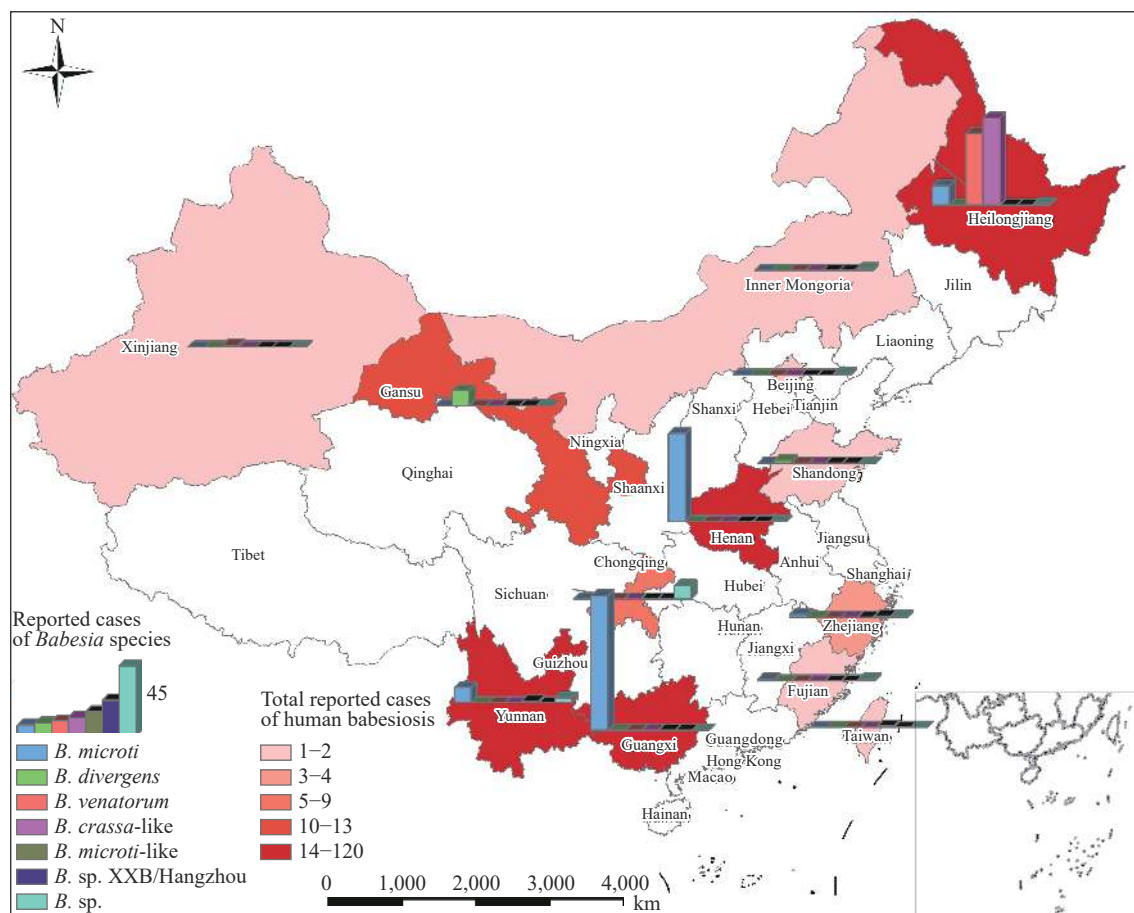 N
Heilongjiang
Inner Mongoria
Jilin
Xinjiang
Liaoning
Gansu
Beijing
Shanxi
Hebei
Tianjin
Ningxia
Shandong
Qinghai
Shaanxi
Henan
Jiangsu
Tibet
Chongqing
Anhui
Shanghai
Sichuan
Hubei
Hunan
Zhejiang
Jiangxi
Guizhou
Fujian
Yunnan
Guangxi
Guangdong
Taiwan
Hong Kong
Macao
Hainan
Reported cases
of Babesia species
45
B. microti
B. divergens
B. venatorum
B. crassa-like
B. microti-like
B. sp. XXB/Hangzhou
B. sp.
Total reported cases
of human babesiosis
1−2
3−4
5−9
10−13
14−120
0 1,000 2,000 3,000 4,000
km